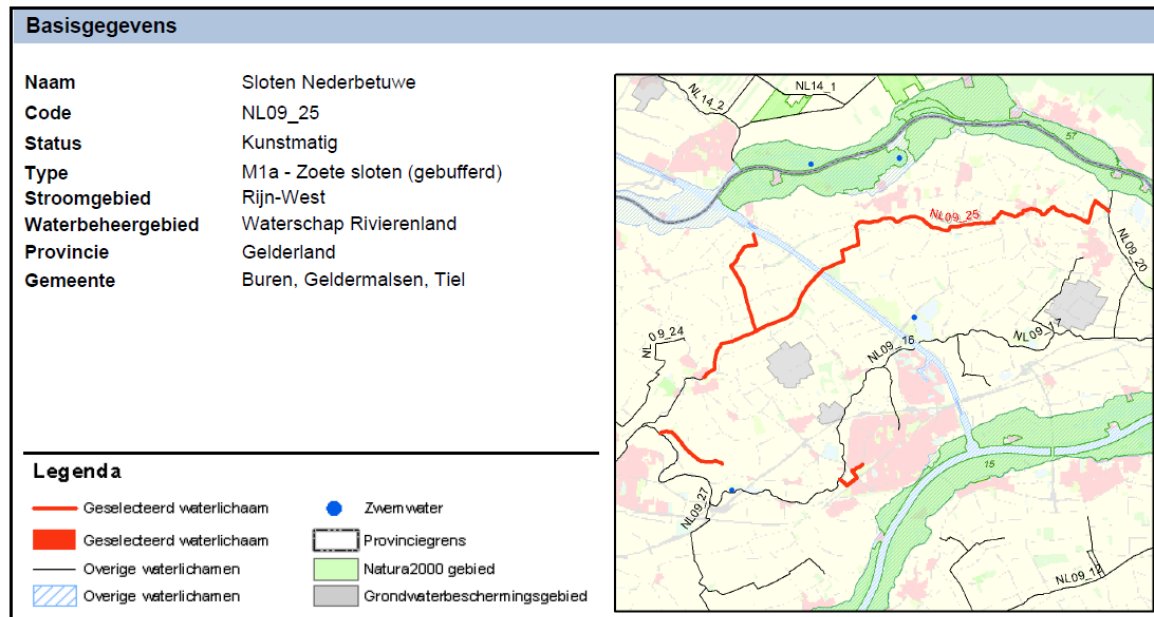 Basisgegevens
Naam Sloten Nederbetuwe
Code NL09_25
Status Kunstmatig
Type M1a - Zoete sloten (gebufferd)
Stroomgebied Rijn-West
Waterbeheergebied Waterschap Rivierenland
Provincie Gelderland
Gemeente Buren, Geldermalsen, Tiel
NL14_1
NL14_2
57
NL09_25
NL09_20
NL_09_24
NL09_16
NL09_17
15
NL09_27
NL09_12
Legenda
Geselecteerd waterlichaam
Geselecteerd waterlichaam
Overige waterlichamen
Overige waterlichamen
Zwemwater
Provinciegrens
Natura2000 gebied
Grondwaterbeschermingsgebied